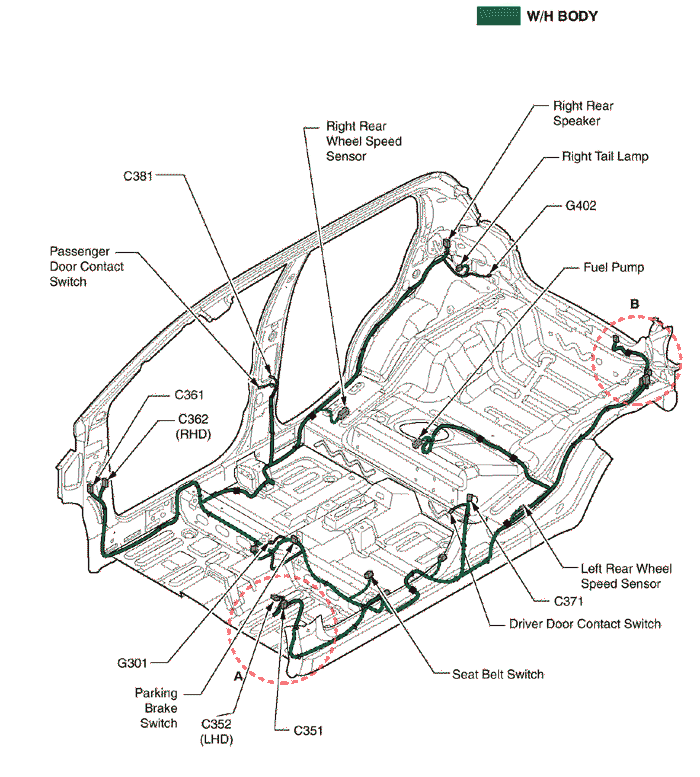 W/H BODY
Right Rear
Speaker
Right Rear
Wheel Speed
Sensor
Right Tail Lamp
C381
G402
Passenger
Door Contact
Switch
Fuel Pump
B
C361
C362
(RHD)
Left Rear Wheel
Speed Sensor
C371
Driver Door Contact Switch
G301
A
Seat Belt Switch
Parking
Brake
Switch
C352
(LHD)
C351